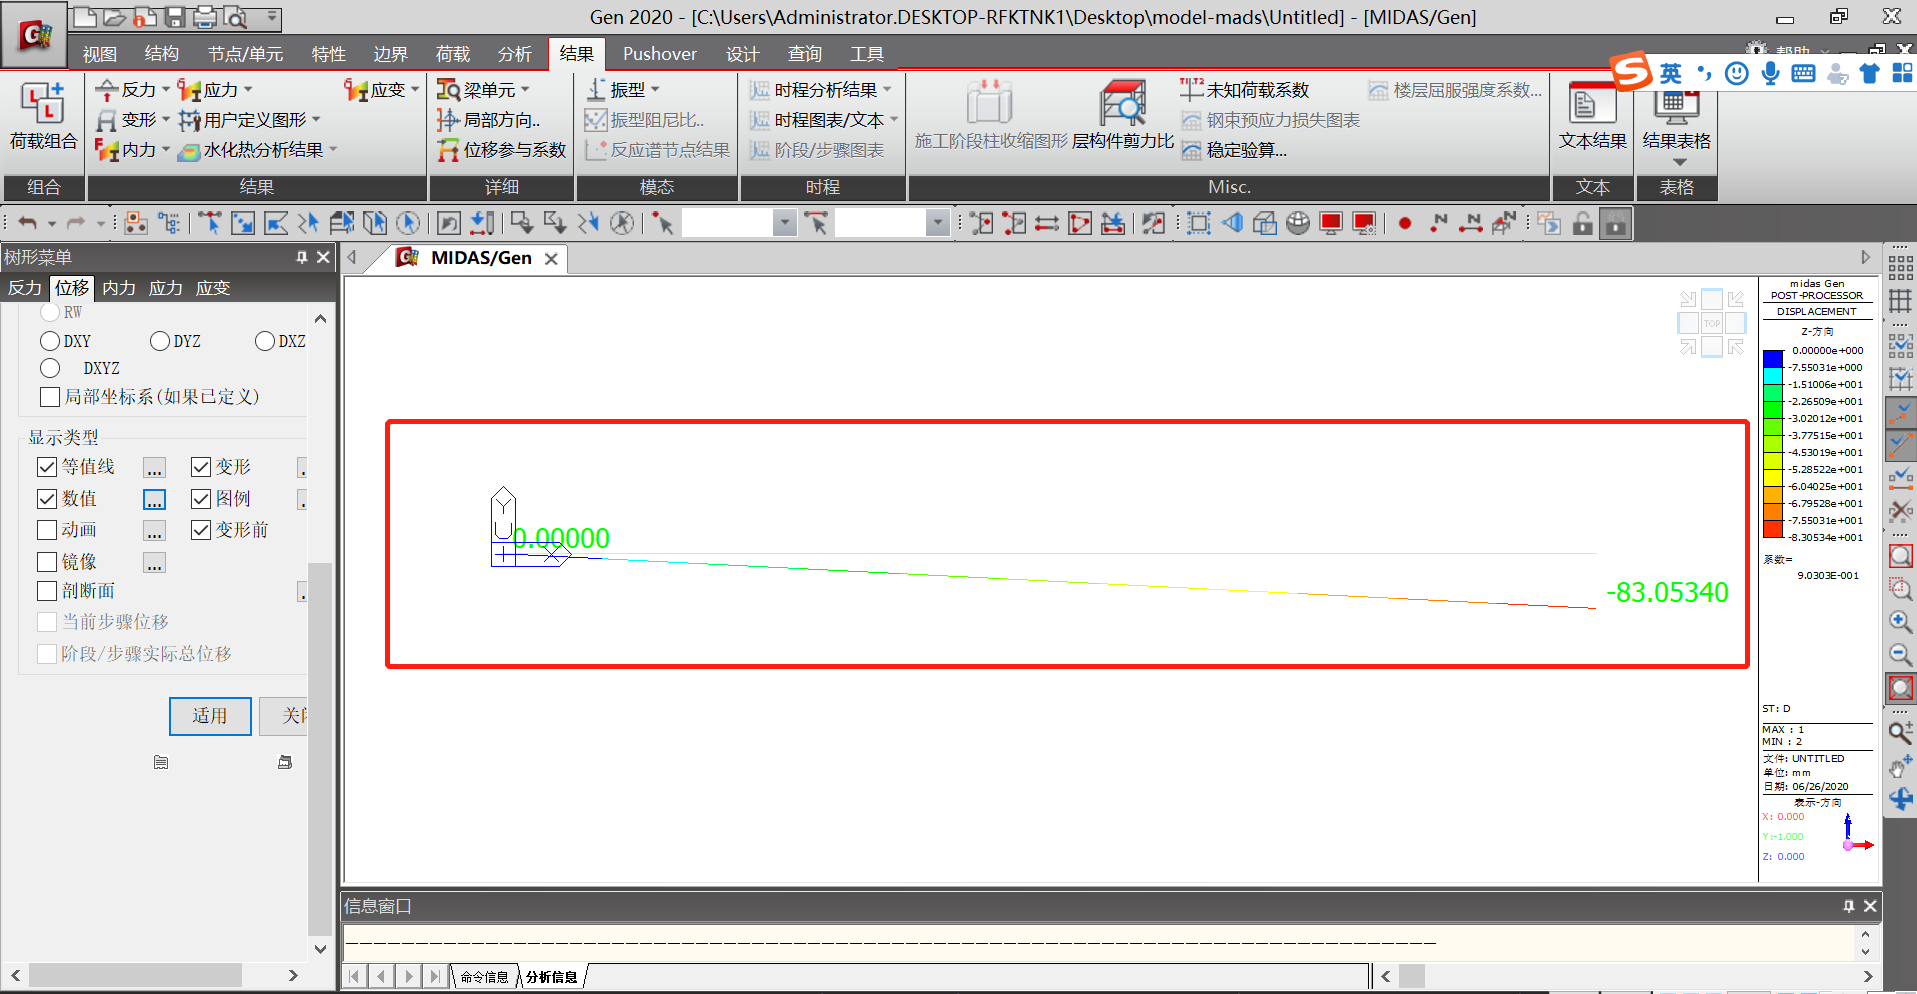 Gen 2020 - [C:\Users\Administrator.DESKTOP-RFKTNK1\Desktop\model-mads\Untitled] - [MIDAS/Gen]
视图 结构 节点/单元 特性 边界 荷载 分析 结果 Pushover 设计 查询 工具 帮助
英
荷载组合
反力 应力 应变
变形 用户定义图形
内力 水化热分析结果
梁单元
局部方向..
位移参与系数
振型
振型阻尼比..
反应谱节点结果
时程分析结果
时程图表/文本
阶段/步骤图表
施工阶段柱收缩图形 层构件剪力比
T1,T2 未知荷载系数
钢束预应力损失图表
稳定验算...
楼层屈服强度系数...
文本结果 结果表格
组合 结果 详细 模态 时程 Misc. 文本 表格
树形菜单
反力 位移 内力 应力 应变
MIDAS/Gen
RW
DXY DYZ DXZ
DXYZ
局部坐标系(如果已定义)
显示类型
等值线 ... 变形
数值 ... 图例
动画 ... 变形前
镜像 ...
剖断面
当前步骤位移
阶段/步骤实际总位移
适用
TOP
Y
U
0.00000
X
-83.05340
midas Gen
POST-PROCESSOR
DISPLACEMENT
Z-方向
0.00000e+000
-7.55031e+000
-1.51006e+001
-2.26509e+001
-3.02012e+001
-3.77515e+001
-4.53019e+001
-5.28522e+001
-6.04025e+001
-6.79528e+001
-7.55031e+001
-8.30534e+001
系数=
9.0303E-001
ST: D
MAX : 1
MIN : 2
文件: UNTITLED
单位: mm
日期: 06/26/2020
表示-方向
X: 0.000
Y:-1.000
Z: 0.000
信息窗口
命令信息 分析信息